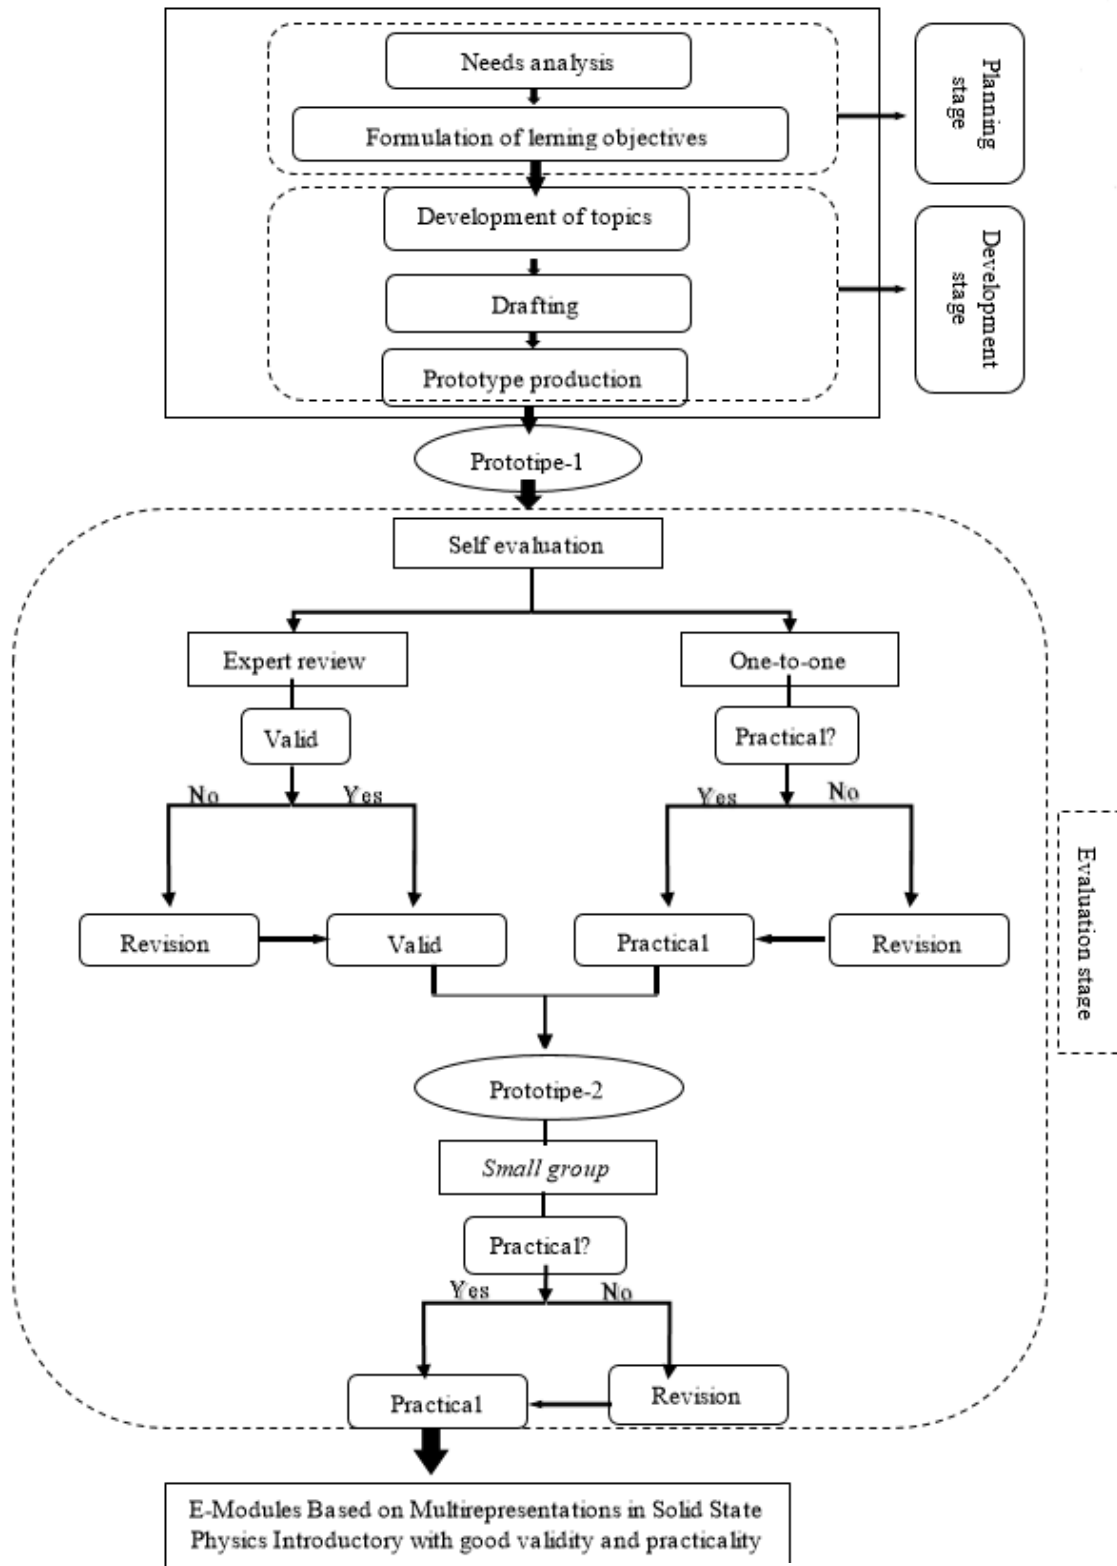 Needs analysis
Formulation of lerning objectives
Planning
stage
Development of topics
Drafting
Prototype production
Development
stage
Prototipe-1
Self evaluation
Expert review
One-to-one
Valid
Practical?
No
Yes
Yes
No
Revision
Valid
Practical
Revision
Evaluation stage
Prototipe-2
Small group
Practical?
Yes
No
Practical
Revision
E-Modules Based on Multirepresentations in Solid State
Physics Introductory with good validity and practicality